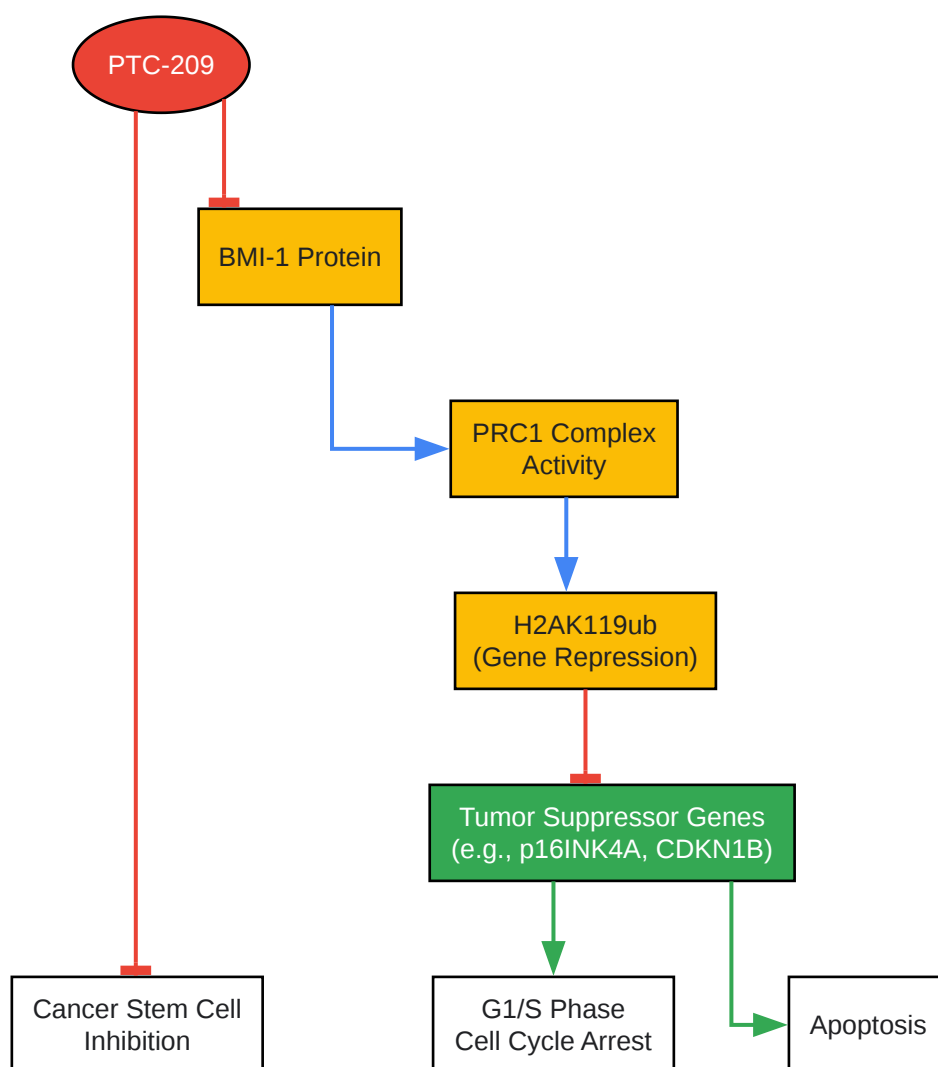 PTC-209
BMI-1 Protein
PRC1 Complex
Activity
H2AK119ub
(Gene Repression)
Tumor Suppressor Genes
(e.g., p16INK4A, CDKN1B)
Cancer Stem Cell
Inhibition
G1/S Phase
Cell Cycle Arrest
Apoptosis